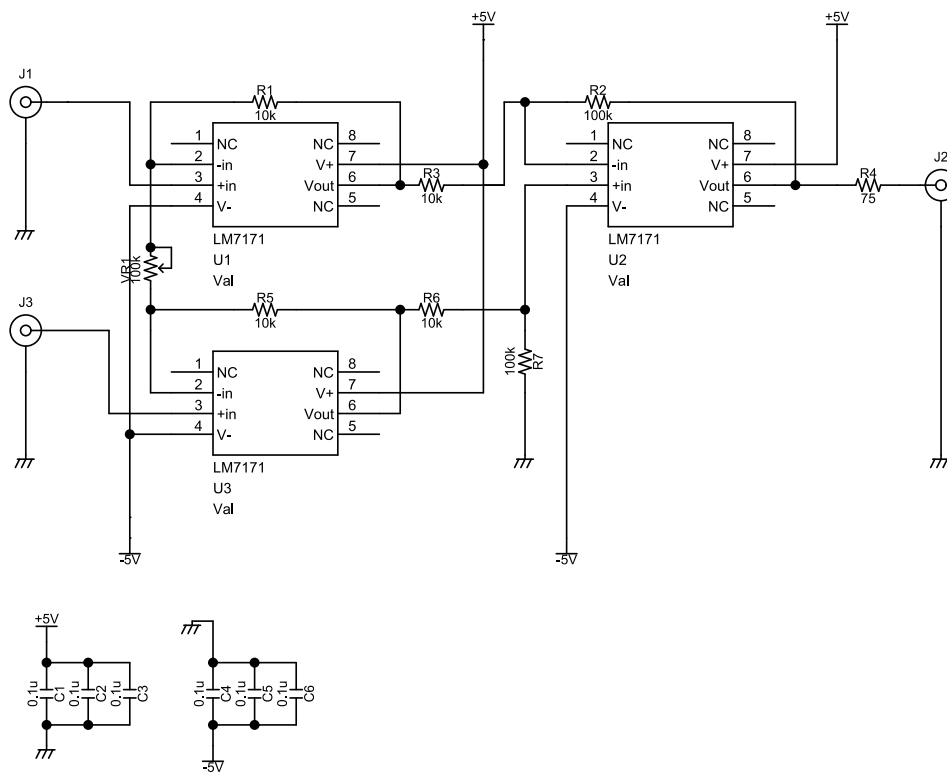 +5V
+5V
J1
R1
10k
R2
100k
1 NC NC 8
2 -in V+ 7
3 +in Vout 6
4 V- NC 5
LM7171
U1
Val
R3
10k
1 NC NC 8
2 -in V+ 7
3 +in Vout 6
4 V- NC 5
LM7171
U2
Val
J2
R4
75
VR1
100k
J3
R5
10k
R6
10k
100k
R7
1 NC NC 8
2 -in V+ 7
3 +in Vout 6
4 V- NC 5
LM7171
U3
Val
-5V
-5V
+5V
0.1u
C1
0.1u
C2
0.1u
C3
0.1u
C4
0.1u
C5
0.1u
C6
-5V